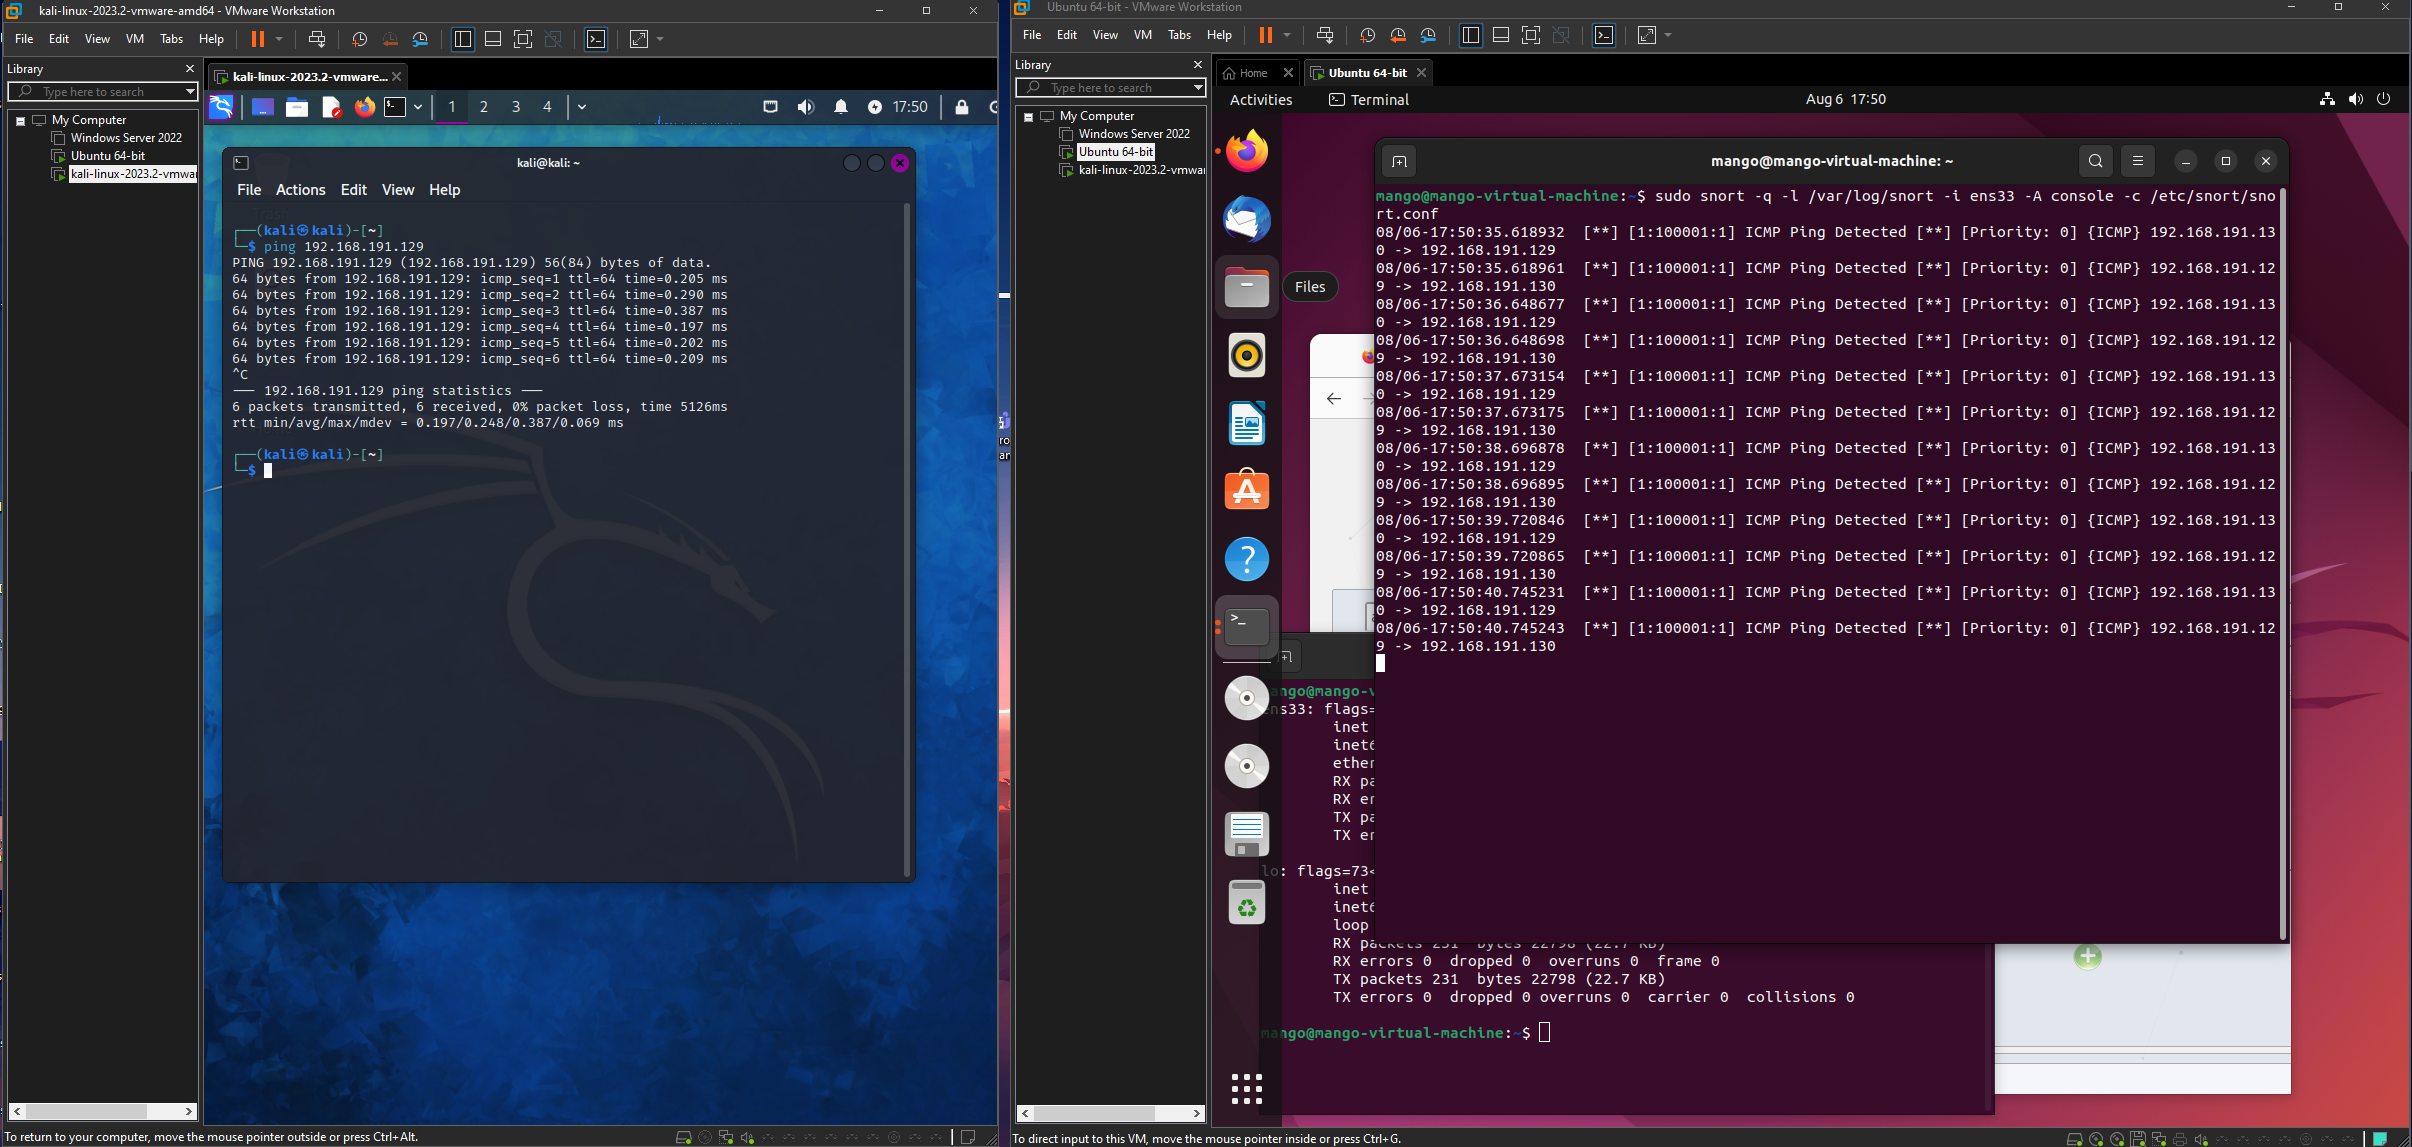 kali-linux-2023.2-vmware-amd64 - VMware Workstation
File Edit View VM Tabs Help
Library
Type here to search
My Computer
Windows Server 2022
Ubuntu 64-bit
kali-linux-2023.2-vmwar
kali-linux-2023.2-vmware...
1 2 3 4
17:50
kali@kali: ~
File Actions Edit View Help
(kali㉿kali)-[~]
$ ping 192.168.191.129
PING 192.168.191.129 (192.168.191.129) 56(84) bytes of data.
64 bytes from 192.168.191.129: icmp_seq=1 ttl=64 time=0.205 ms
64 bytes from 192.168.191.129: icmp_seq=2 ttl=64 time=0.290 ms
64 bytes from 192.168.191.129: icmp_seq=3 ttl=64 time=0.387 ms
64 bytes from 192.168.191.129: icmp_seq=4 ttl=64 time=0.197 ms
64 bytes from 192.168.191.129: icmp_seq=5 ttl=64 time=0.202 ms
64 bytes from 192.168.191.129: icmp_seq=6 ttl=64 time=0.209 ms
^C
--- 192.168.191.129 ping statistics ---
6 packets transmitted, 6 received, 0% packet loss, time 5126ms
rtt min/avg/max/mdev = 0.197/0.248/0.387/0.069 ms
(kali㉿kali)-[~]
$
To return to your computer, move the mouse pointer outside or press Ctrl+Alt.
Ubuntu 64-bit - VMware Workstation
File Edit View VM Tabs Help
Library
Type here to search
My Computer
Windows Server 2022
Ubuntu 64-bit
kali-linux-2023.2-vmwar
Home
Ubuntu 64-bit
Activities Terminal
Aug 6 17:50
Files
mango@mango-virtual-machine: ~
mango@mango-virtual-machine:~$ sudo snort -q -l /var/log/snort -i ens33 -A console -c /etc/snort/sno
rt.conf
08/06-17:50:35.618932 [**] [1:100001:1] ICMP Ping Detected [**] [Priority: 0] {ICMP} 192.168.191.13
0 -> 192.168.191.129
08/06-17:50:35.618961 [**] [1:100001:1] ICMP Ping Detected [**] [Priority: 0] {ICMP} 192.168.191.12
9 -> 192.168.191.130
08/06-17:50:36.648677 [**] [1:100001:1] ICMP Ping Detected [**] [Priority: 0] {ICMP} 192.168.191.13
0 -> 192.168.191.129
08/06-17:50:36.648698 [**] [1:100001:1] ICMP Ping Detected [**] [Priority: 0] {ICMP} 192.168.191.12
9 -> 192.168.191.130
08/06-17:50:37.673154 [**] [1:100001:1] ICMP Ping Detected [**] [Priority: 0] {ICMP} 192.168.191.13
0 -> 192.168.191.129
08/06-17:50:37.673175 [**] [1:100001:1] ICMP Ping Detected [**] [Priority: 0] {ICMP} 192.168.191.12
9 -> 192.168.191.130
08/06-17:50:38.696878 [**] [1:100001:1] ICMP Ping Detected [**] [Priority: 0] {ICMP} 192.168.191.13
0 -> 192.168.191.129
08/06-17:50:38.696895 [**] [1:100001:1] ICMP Ping Detected [**] [Priority: 0] {ICMP} 192.168.191.12
9 -> 192.168.191.130
08/06-17:50:39.720846 [**] [1:100001:1] ICMP Ping Detected [**] [Priority: 0] {ICMP} 192.168.191.13
0 -> 192.168.191.129
08/06-17:50:39.720865 [**] [1:100001:1] ICMP Ping Detected [**] [Priority: 0] {ICMP} 192.168.191.12
9 -> 192.168.191.130
08/06-17:50:40.745231 [**] [1:100001:1] ICMP Ping Detected [**] [Priority: 0] {ICMP} 192.168.191.13
0 -> 192.168.191.129
08/06-17:50:40.745243 [**] [1:100001:1] ICMP Ping Detected [**] [Priority: 0] {ICMP} 192.168.191.12
9 -> 192.168.191.130
mango@mango-v
ens33: flags=
inet
inet6
ether
RX pa
RX er
TX pa
TX er
lo: flags=73<
inet
inet6
loop
RX packets 231 bytes 22798 (22.7 KB)
RX errors 0 dropped 0 overruns 0 frame 0
TX packets 231 bytes 22798 (22.7 KB)
TX errors 0 dropped 0 overruns 0 carrier 0 collisions 0
mango@mango-virtual-machine:~$
To direct input to this VM, move the mouse pointer inside or press Ctrl+G.